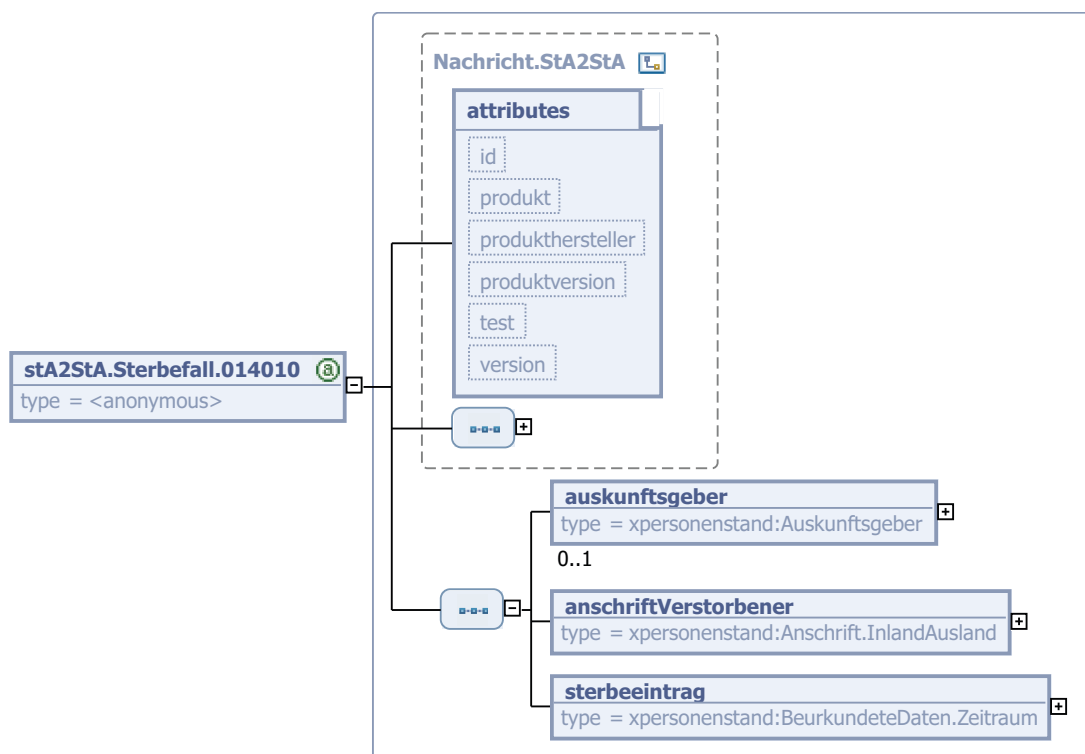 Nachricht.StA2StA
attributes
id
produkt
produkthersteller
produktversion
test
version
stA2StA.Sterbefall.014010 @
type = <anonymous>
auskunftsgeber
type = xpersonenstand:Auskunftsgeber
0..1
anschriftVerstorbener
type = xpersonenstand:Anschrift.InlandAusland
sterbeeintrag
type = xpersonenstand:BeurkundeteDaten.Zeitraum